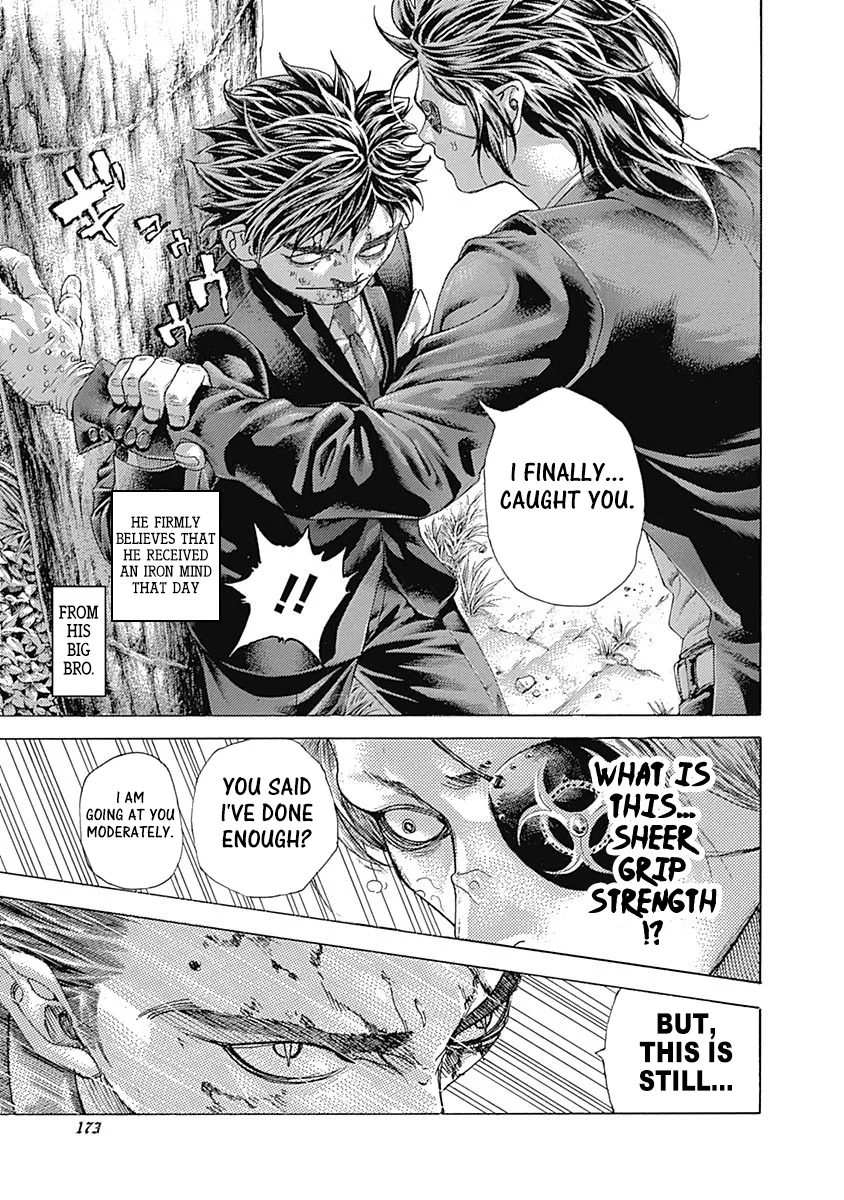 I FINALLY...
CAUGHT YOU.
HE FIRMLY
BELIEVES THAT
HE RECEIVED
AN IRON MIND
THAT DAY
FROM
HIS
BIG
BRO.
!!
WHAT IS
THIS...
SHEER
GRIP
STRENGTH
!?
YOU SAID
I'VE DONE
ENOUGH?
I AM
GOING AT YOU
MODERATELY.
BUT,
THIS IS
STILL...
173